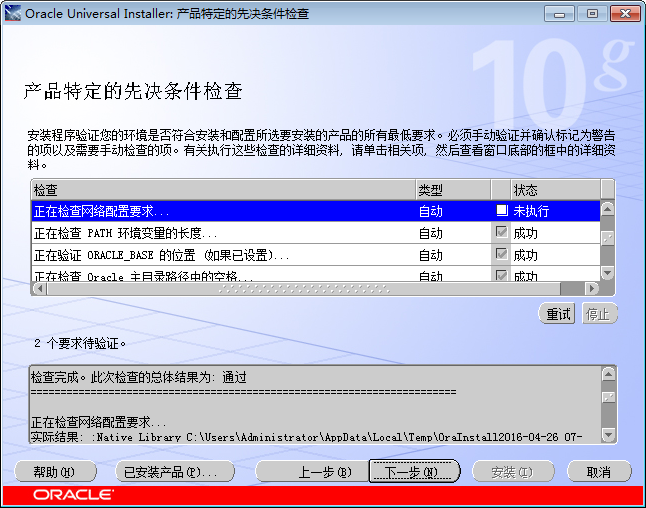 Oracle Universal Installer: 产品特定的先决条件检查
10g
产品特定的先决条件检查
安装程序验证您的环境是否符合安装和配置所选要安装的产品的所有最低要求。必须手动验证并确认标记为警告
的项以及需要手动检查的项。有关执行这些检查的详细资料, 请单击相关项, 然后查看窗口底部的框中的详细资
料。
检查 类型 状态
正在检查网络配置要求... 自动 未执行
正在检查 PATH 环境变量的长度... 自动 成功
正在验证 ORACLE_BASE 的位置 (如果已设置)... 自动 成功
正在检查 Oracle 主目录路径中的空格... 自动 成功
重试 停止
2 个要求待验证。
检查完成。此次检查的总体结果为: 通过
========================================================================
正在检查网络配置要求...
实际结果: :Native Library C:\Users\Administrator\AppData\Local\Temp\OraInstall2016-04-26 07-
帮助(H) 已安装产品(P)... 上一步(B) 下一步(N) 安装(I) 取消
ORACLE